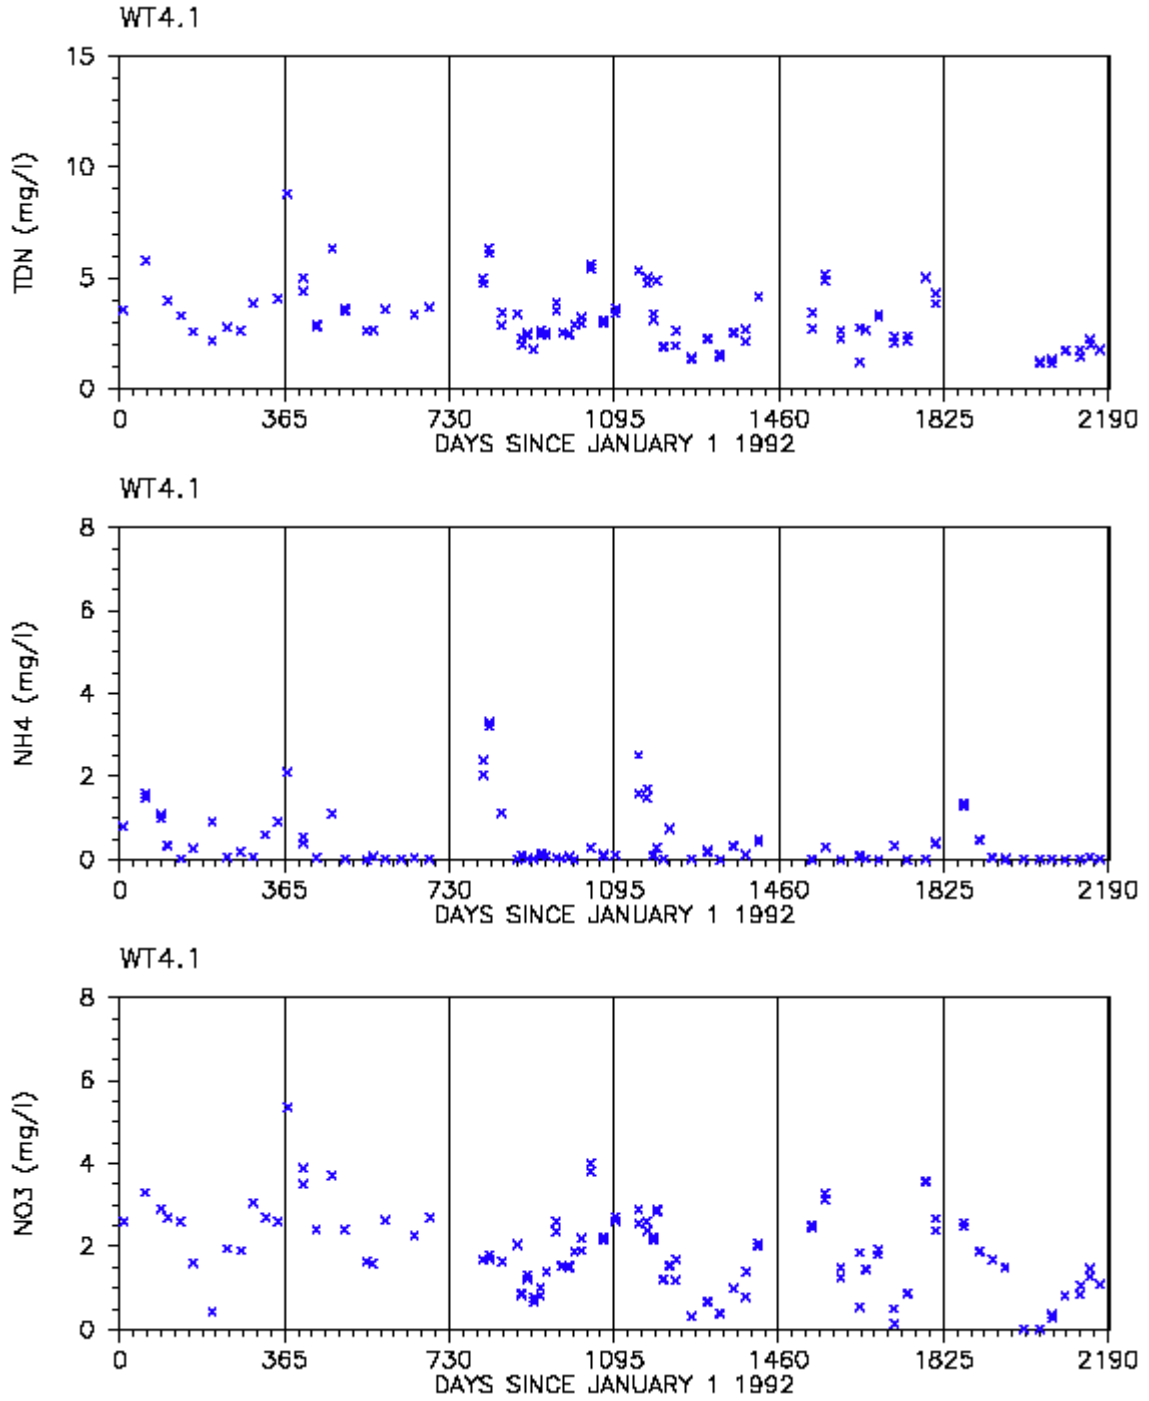 WT4.1
15
10
5
0
TDN (mg/l)
0 365 730 1095 1460 1825 2190
DAYS SINCE JANUARY 1 1992
WT4.1
8
6
4
2
0
NH4 (mg/l)
0 365 730 1095 1460 1825 2190
DAYS SINCE JANUARY 1 1992
WT4.1
8
6
4
2
0
NO3 (mg/l)
0 365 730 1095 1460 1825 2190
DAYS SINCE JANUARY 1 1992